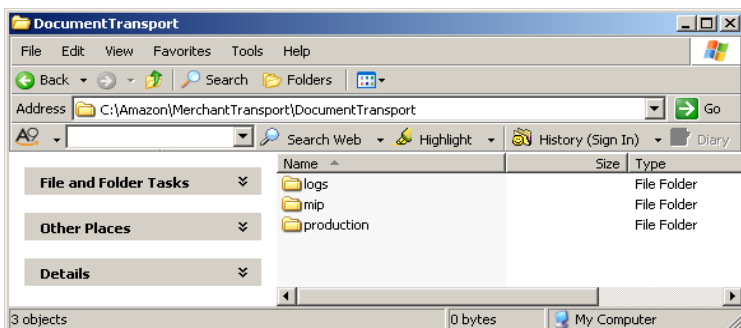 DocumentTransport
File Edit View Favorites Tools Help
Back Search Folders
Address C:\Amazon\MerchantTransport\DocumentTransport Go
Search Web Highlight History (Sign In) Diary
Name Size Type
File and Folder Tasks logs File Folder
mip File Folder
Other Places production File Folder
Details
3 objects 0 bytes My Computer